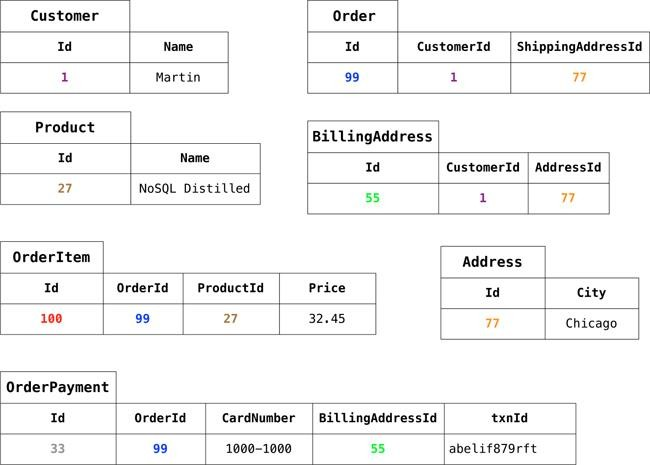 Customer
Id Name
1 Martin
Order
Id CustomerId ShippingAddressId
99 1 77
Product
Id Name
27 NoSQL Distilled
BillingAddress
Id CustomerId AddressId
55 1 77
OrderItem
Id OrderId ProductId Price
100 99 27 32.45
Address
Id City
77 Chicago
OrderPayment
Id OrderId CardNumber BillingAddressId txnId
33 99 1000-1000 55 abelif879rft